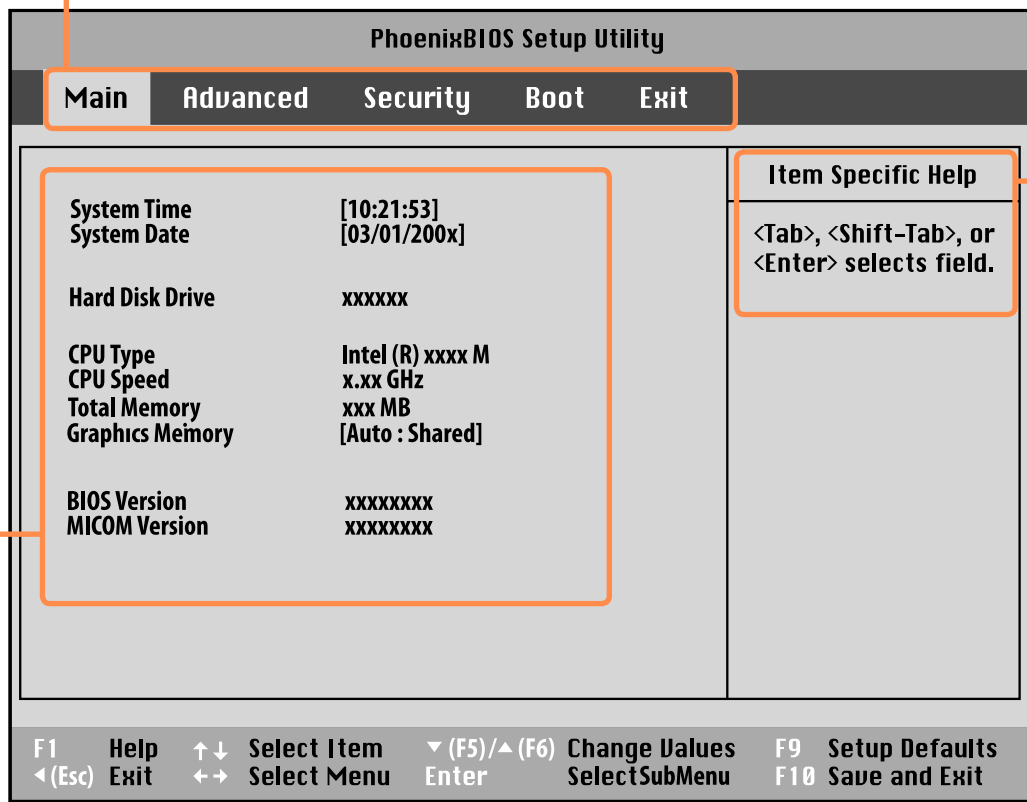 PhoenixBIOS Setup Utility
Main Advanced Security Boot Exit
System Time [10:21:53]
System Date [03/01/200x]
Hard Disk Drive xxxxxx
CPU Type Intel (R) xxxx M
CPU Speed x.xx GHz
Total Memory xxx MB
Graphics Memory [Auto : Shared]
BIOS Version xxxxxxxx
MICOM Version xxxxxxxx
Item Specific Help
<Tab>, <Shift-Tab>, or
<Enter> selects field.
F1 Help ↑↓ Select Item ▼(F5)/▲(F6) Change Values F9 Setup Defaults
◄(Esc) Exit ←→ Select Menu Enter SelectSubMenu F10 Save and Exit